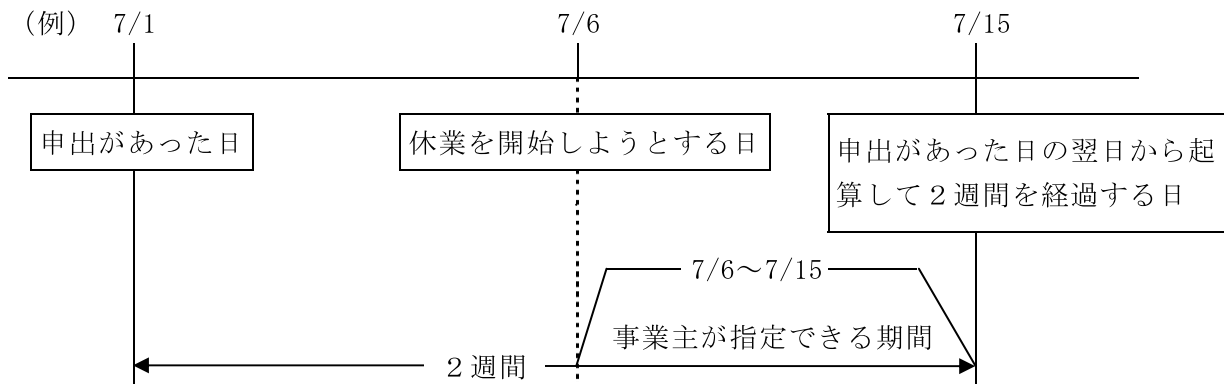 （例） 7/1 7/6 7/15
申出があった日
休業を開始しようとする日
申出があった日の翌日から起
算して２週間を経過する日
7/6～7/15
事業主が指定できる期間
２週間